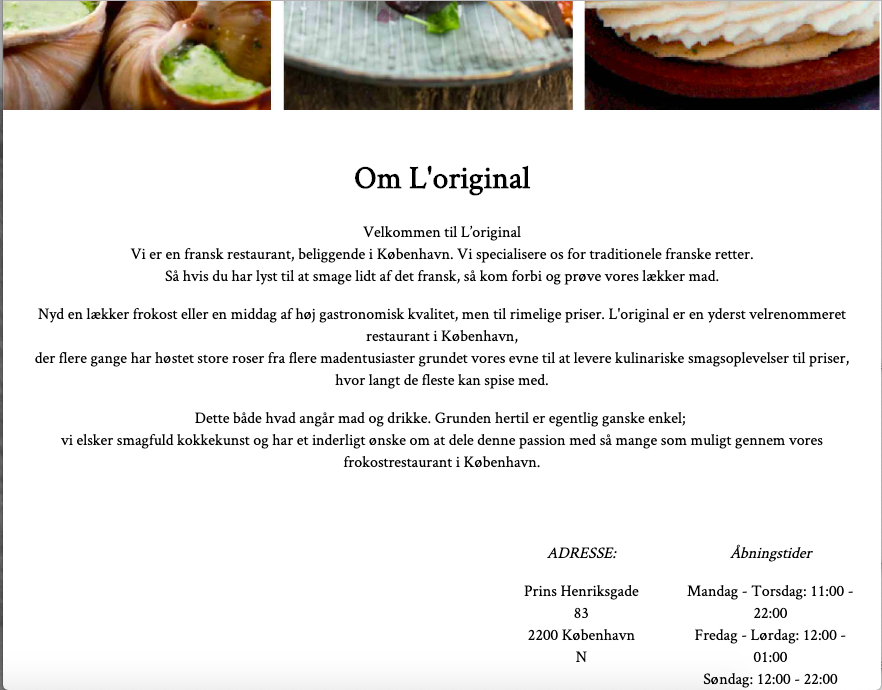 Om L'original
Velkommen til L’original
Vi er en fransk restaurant, beliggende i København. Vi specialisere os for traditionele franske retter.
Så hvis du har lyst til at smage lidt af det fransk, så kom forbi og prøve vores lækker mad.
Nyd en lækker frokost eller en middag af høj gastronomisk kvalitet, men til rimelige priser. L'original er en yderst velrenommeret
restaurant i København,
der flere gange har høstet store roser fra flere madentusiaster grundet vores evne til at levere kulinariske smagsoplevelser til priser,
hvor langt de fleste kan spise med.
Dette både hvad angår mad og drikke. Grunden hertil er egentlig ganske enkel;
vi elsker smagfuld kokkekunst og har et inderligt ønske om at dele denne passion med så mange som muligt gennem vores
frokostrestaurant i København.
ADRESSE:
Prins Henriksgade
83
2200 København
N
Åbningstider
Mandag - Torsdag: 11:00 -
22:00
Fredag - Lørdag: 12:00 -
01:00
Søndag: 12:00 - 22:00